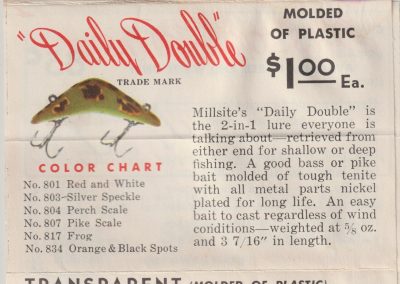 "Daily Double"
TRADE MARK
MOLDED
OF PLASTIC
$1.00 Ea.
COLOR CHART
No. 801 Red and White
No. 803—Silver Speckle
No. 804 Perch Scale
No. 807 Pike Scale
No. 817 Frog
No. 834 Orange & Black Spots
Millsite's "Daily Double" is
the 2-in-1 lure everyone is
talking about—retrieved from
either end for shallow or deep
fishing. A good bass or pike
bait molded of tough tenite
with all metal parts nickel
plated for long life. An easy
bait to cast regardless of wind
conditions—weighted at ⅝ oz.
and 3 7/16" in length.
TRANSPARENT (MOLDED OF PLASTIC)